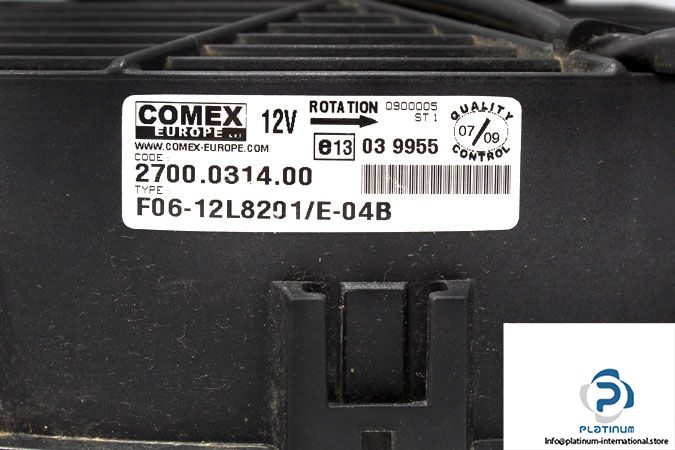 COMEX
EUROPE s.r.l
12V
ROTATION
0900005
ST 1
QUALITY
07/09
CONTROL
WWW.COMEX-EUROPE.COM
e13
03 9955
CODE:
2700.0314.00
TYPE:
F06-12L8201/E-04B
PLATINUM
Info@platinum-international.store